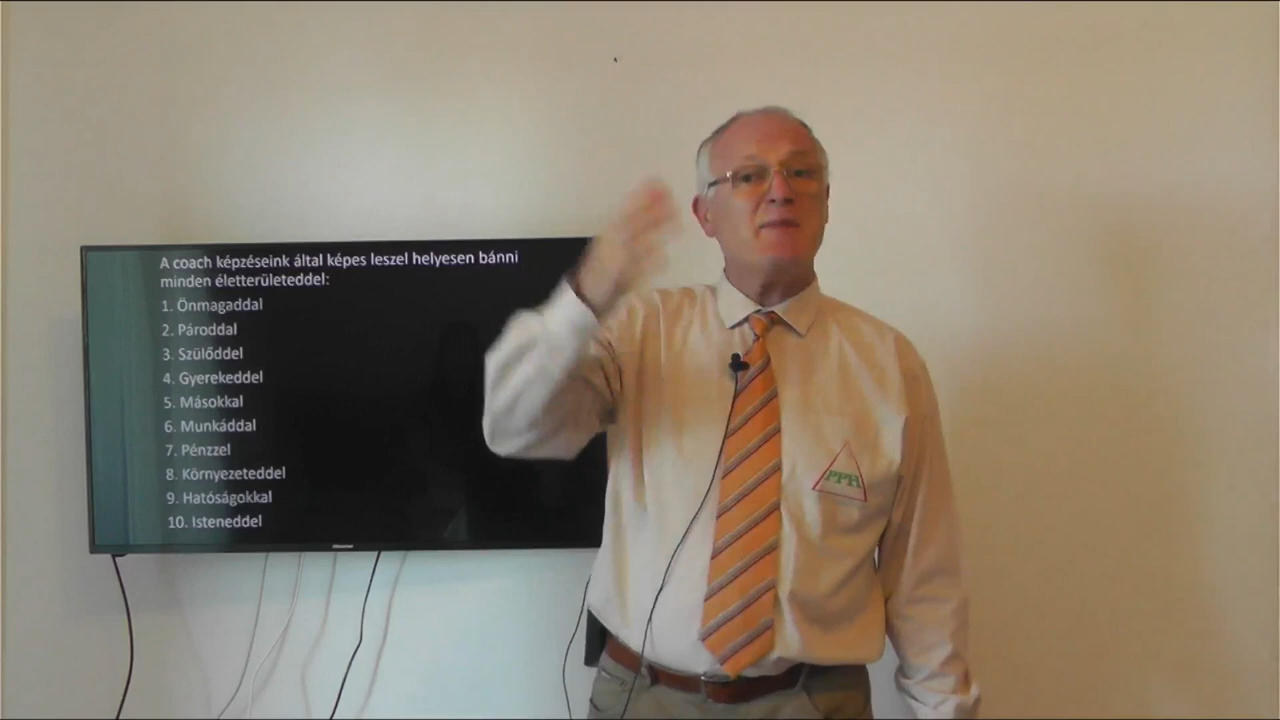 A coach képzéseink által képes leszel helyesen bánni
minden életterületeddel:
1. Önmagaddal
2. Pároddal
3. Szülőddel
4. Gyerekeddel
5. Másokkal
6. Munkáddal
7. Pénzzel
8. Környezeteddel
9. Hatóságokkal
10. Isteneddel
PPH